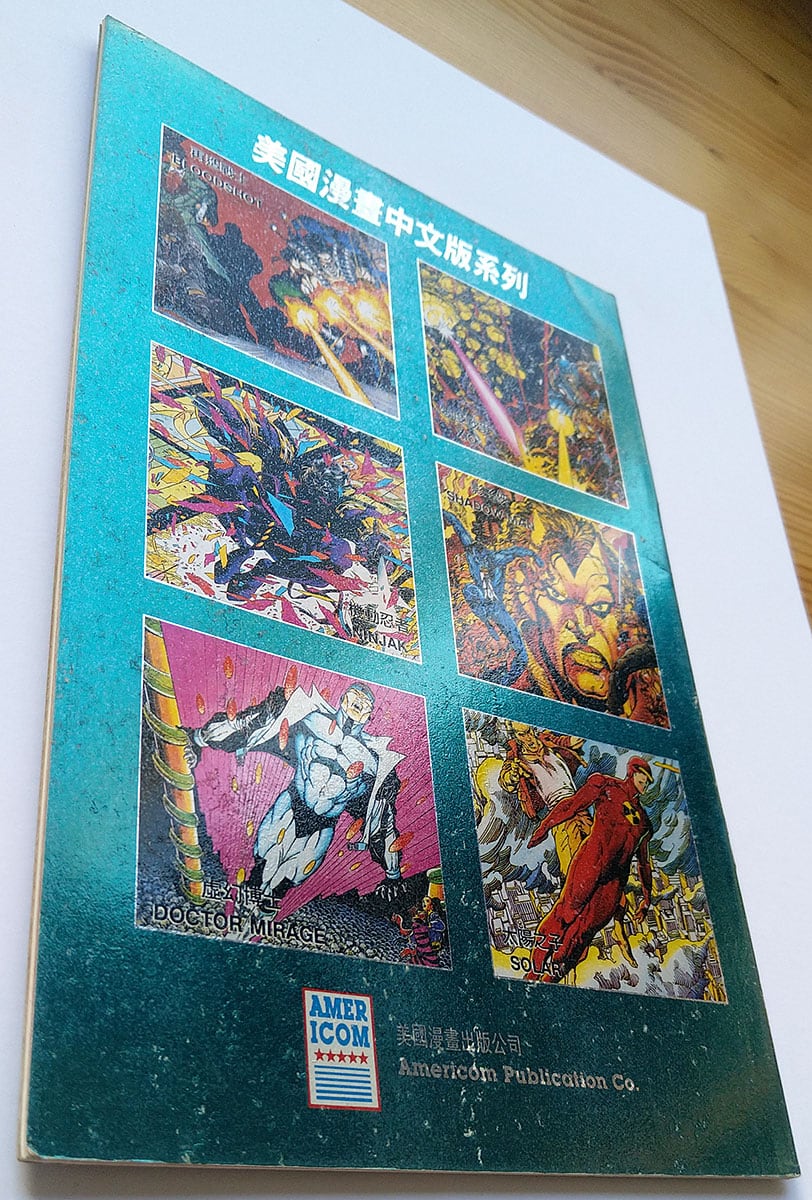 美國漫畫中文版系列
BLOODSHOT
SHADOWMAN
機動忍者
NINJAK
虛幻博士
DOCTOR MIRAGE
太陽之子
SOLAR
AMER
ICOM
美國漫畫出版公司
Americom Publication Co.